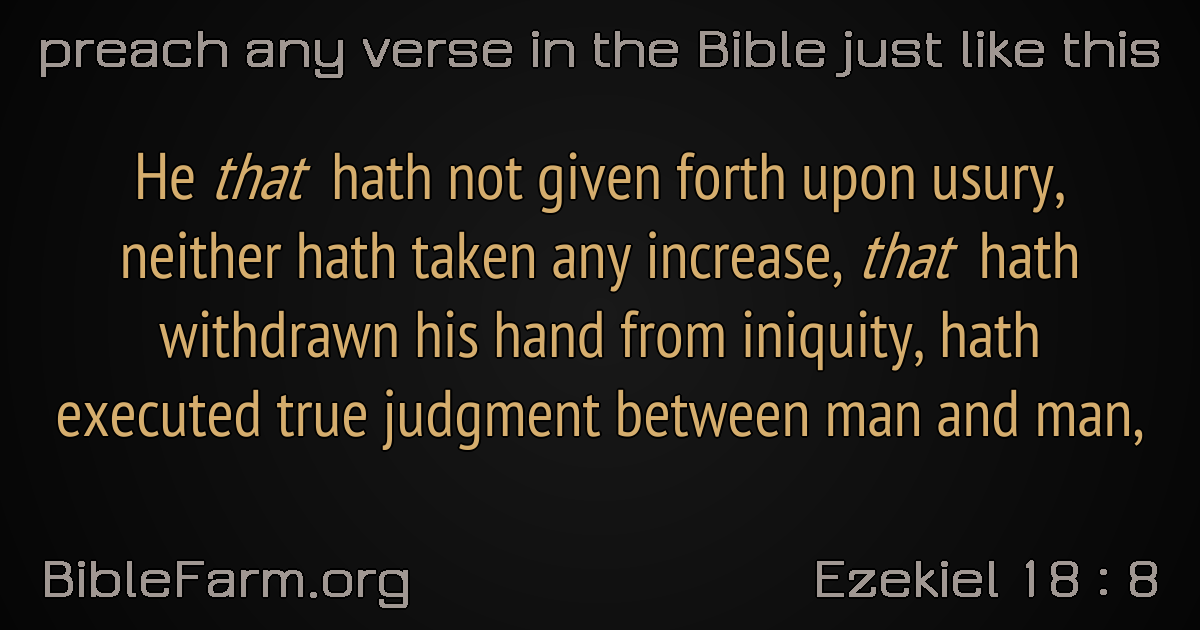 preach any verse in the Bible just like this
He that hath not given forth upon usury,
neither hath taken any increase, that hath
withdrawn his hand from iniquity, hath
executed true judgment between man and man,
BibleFarm.org
Ezekiel 18 : 8